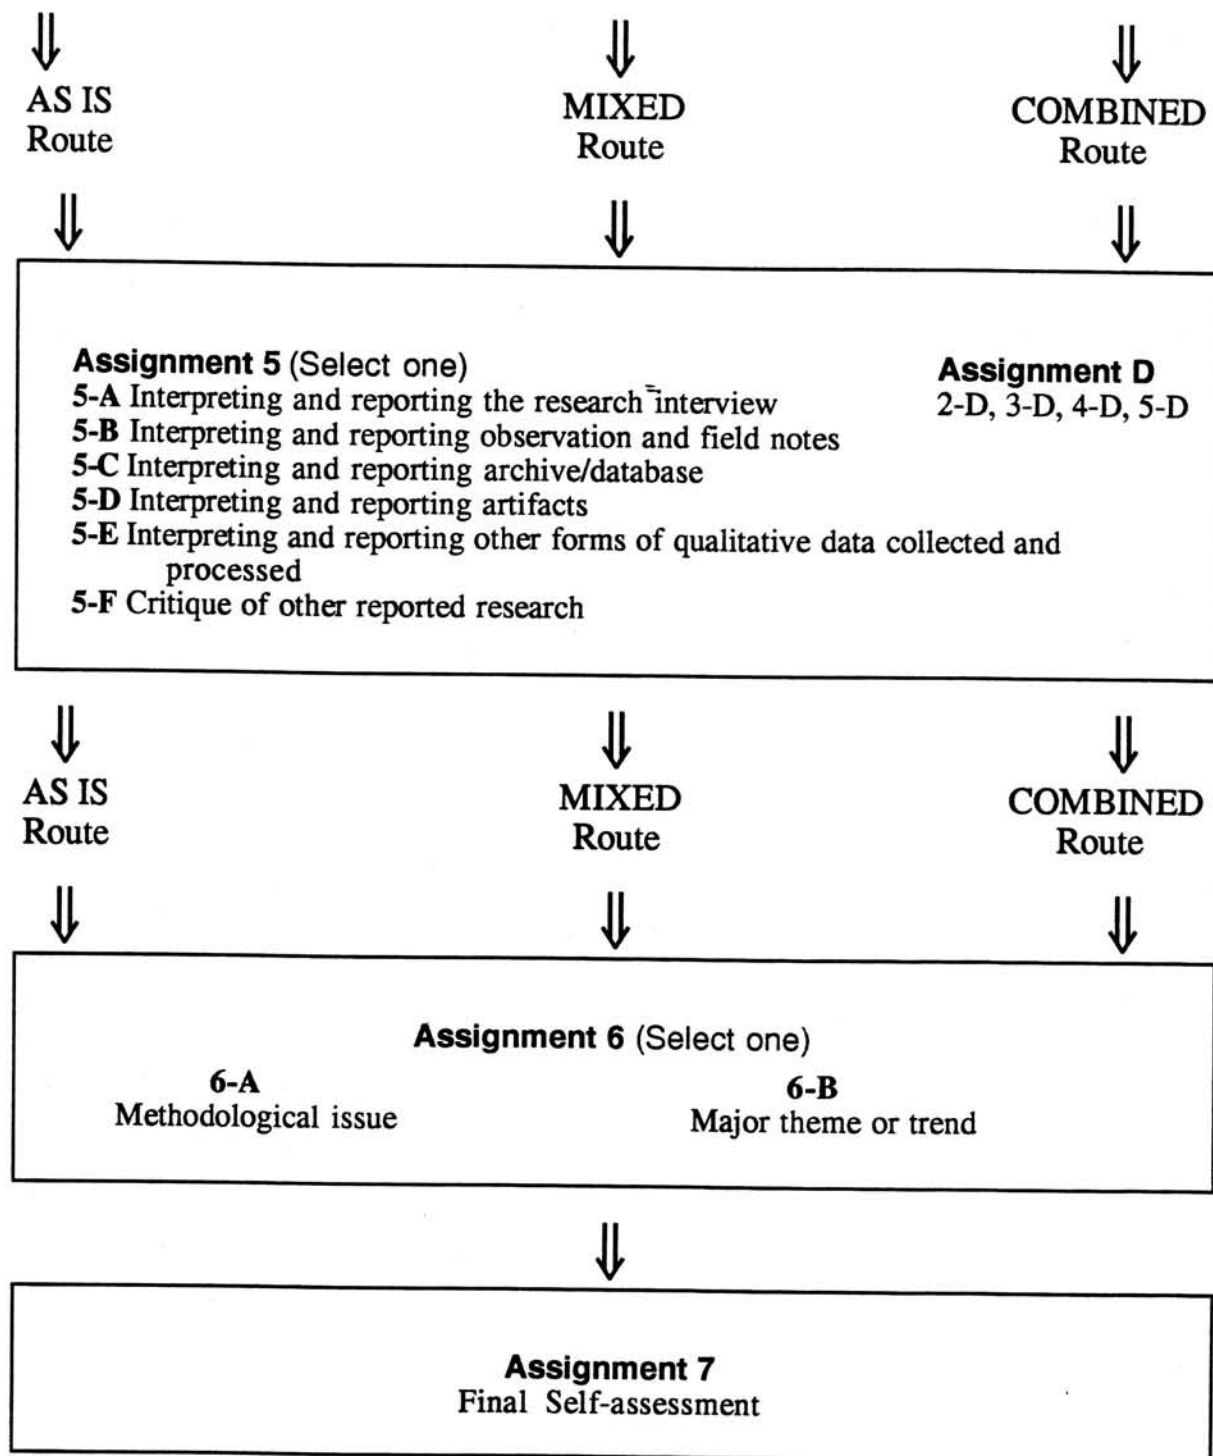 AS IS
Route
MIXED
Route
COMBINED
Route
Assignment 5 (Select one)
5-A Interpreting and reporting the research interview
5-B Interpreting and reporting observation and field notes
5-C Interpreting and reporting archive/database
5-D Interpreting and reporting artifacts
5-E Interpreting and reporting other forms of qualitative data collected and
processed
5-F Critique of other reported research
Assignment D
2-D, 3-D, 4-D, 5-D
AS IS
Route
MIXED
Route
COMBINED
Route
Assignment 6 (Select one)
6-A
Methodological issue
6-B
Major theme or trend
Assignment 7
Final Self-assessment